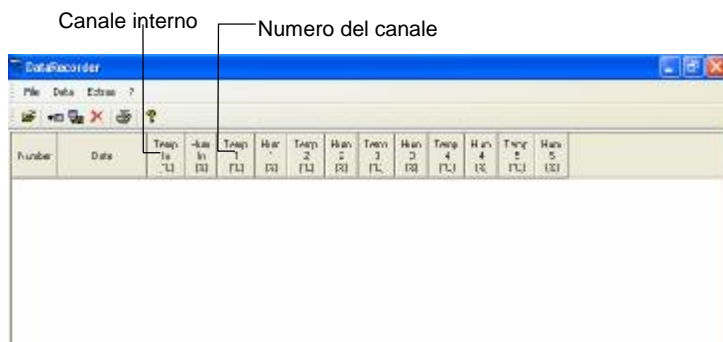 Canale interno
Numero del canale
DataRecorder
File Data Extras ?
Number Date Temp In [°C] Hum In [%] Temp 1 [°C] Hum 1 [%] Temp 2 [°C] Hum 2 [%] Temp 3 [°C] Hum 3 [%] Temp 4 [°C] Hum 4 [%] Temp 5 [°C] Hum 5 [%]